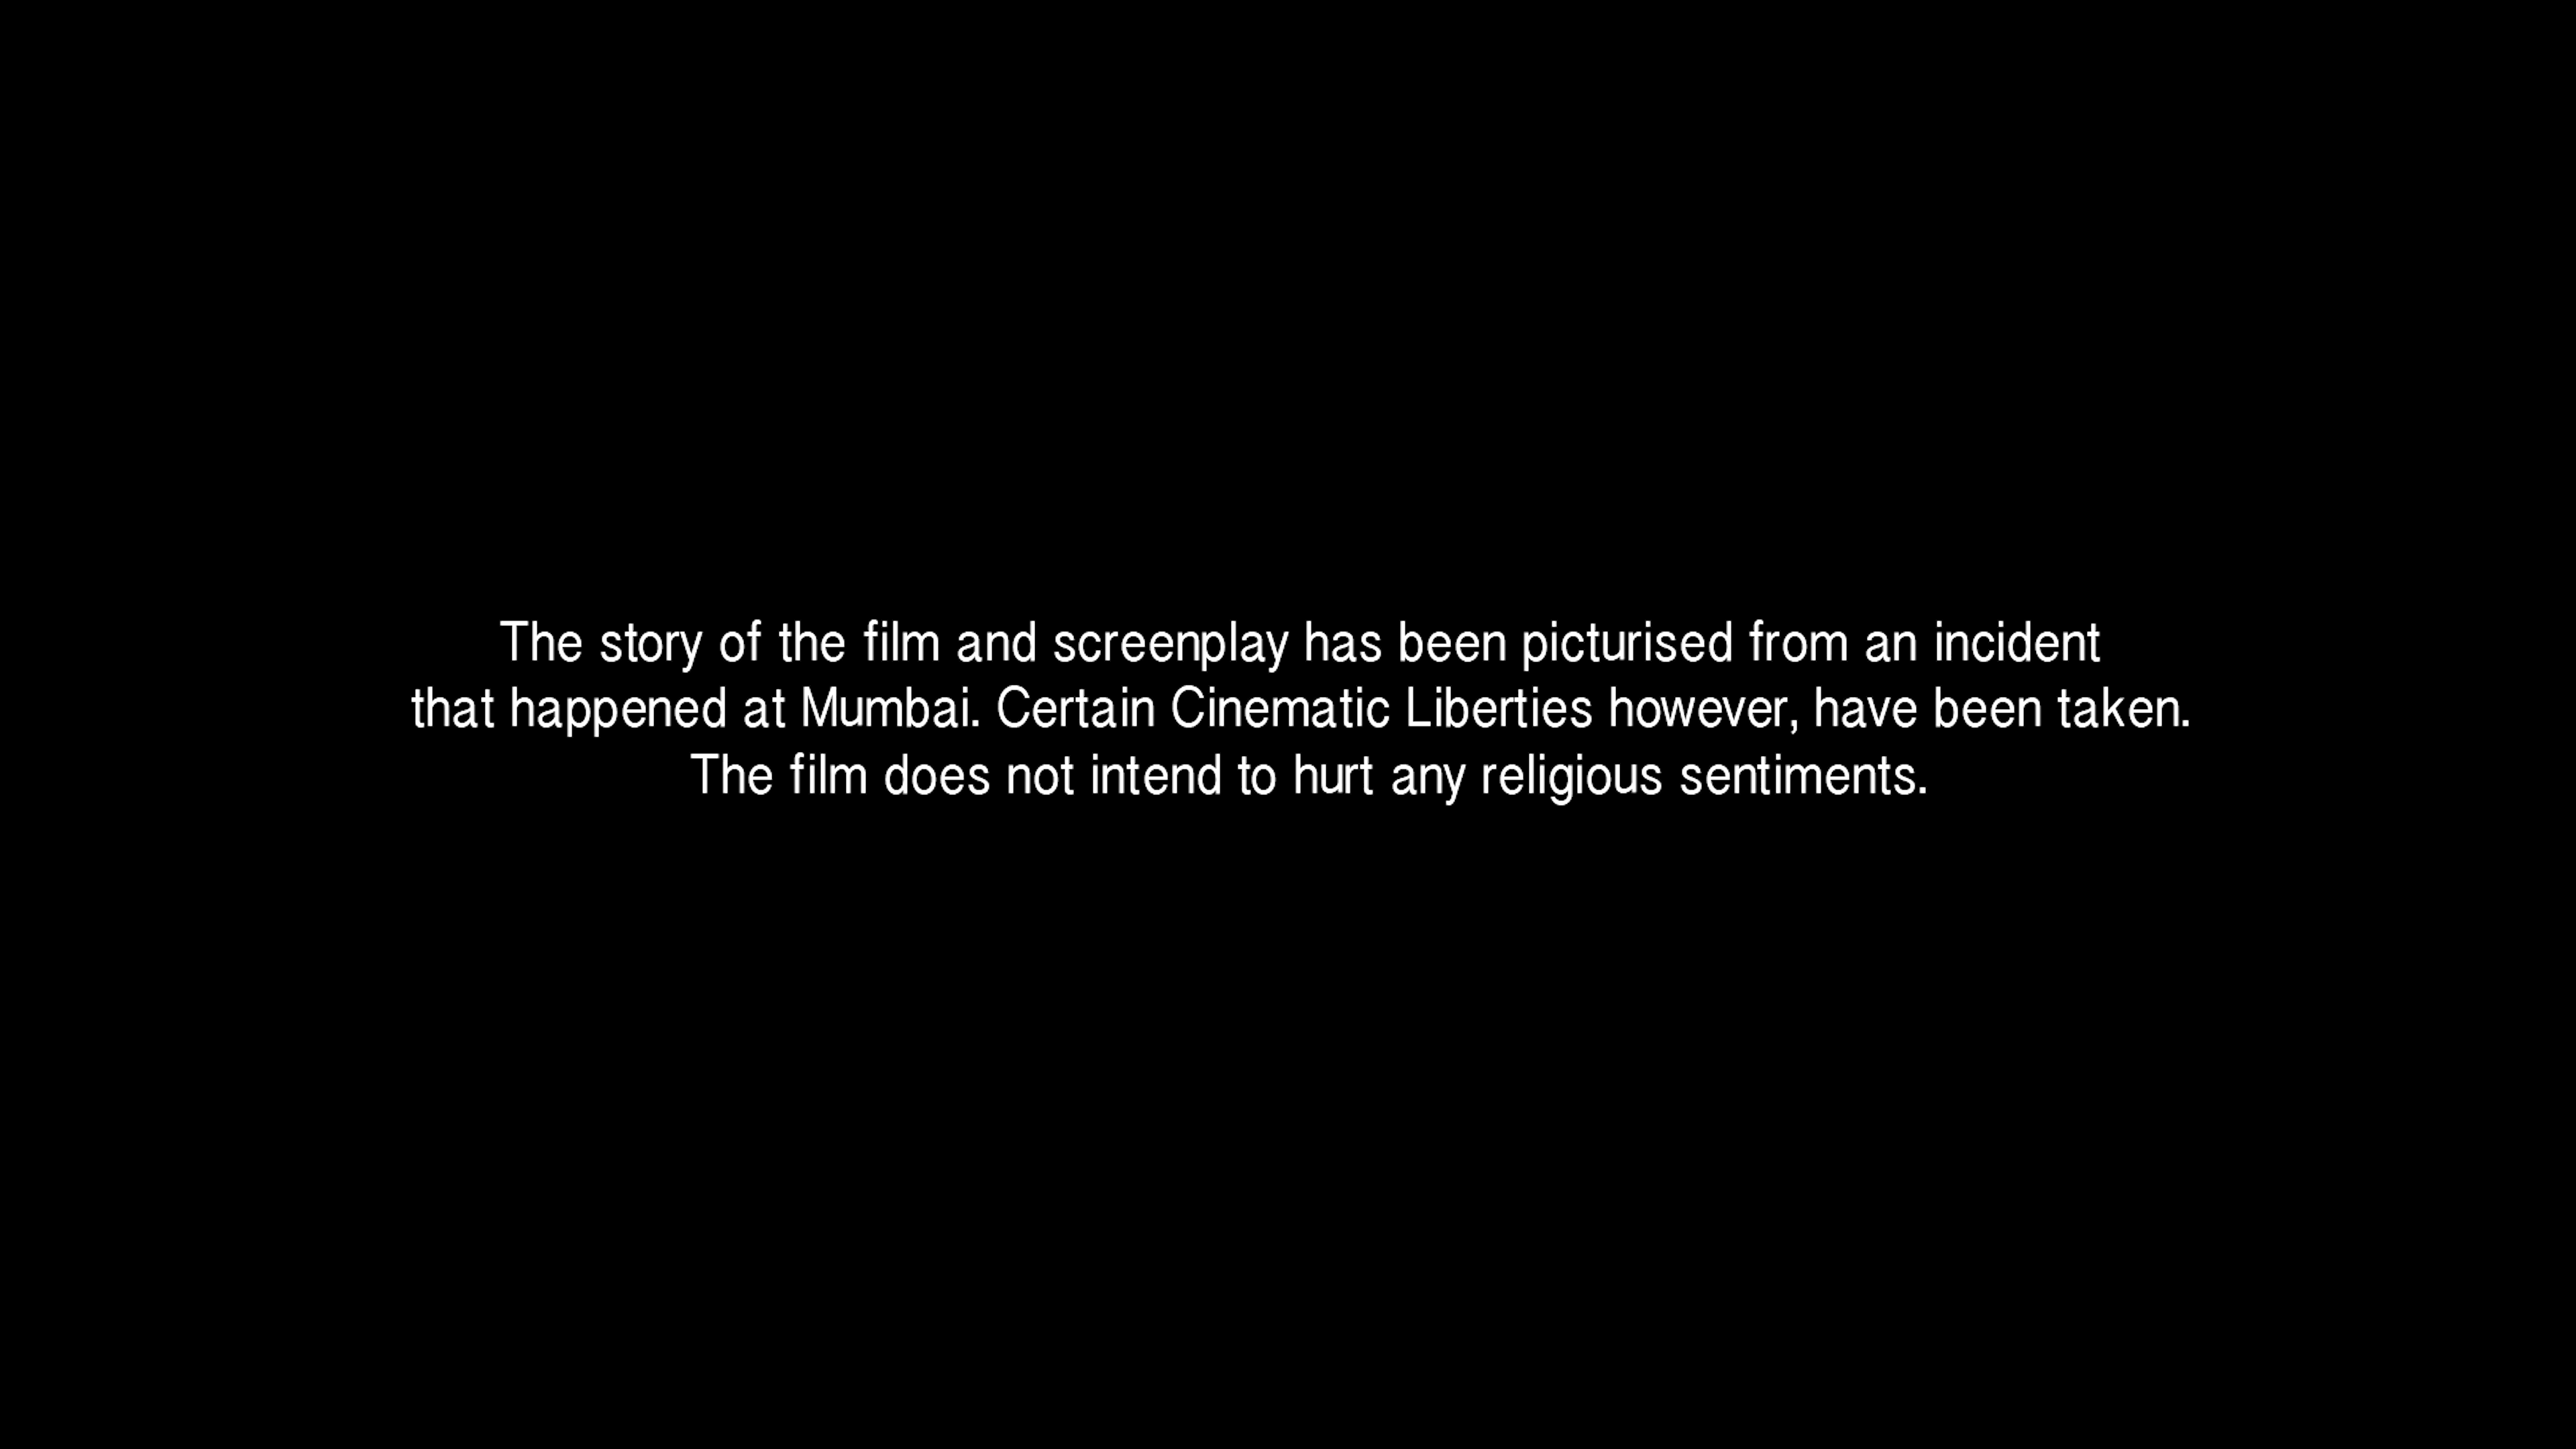 The story of the film and screenplay has been picturised from an incident
that happened at Mumbai. Certain Cinematic Liberties however, have been taken.
The film does not intend to hurt any religious sentiments.